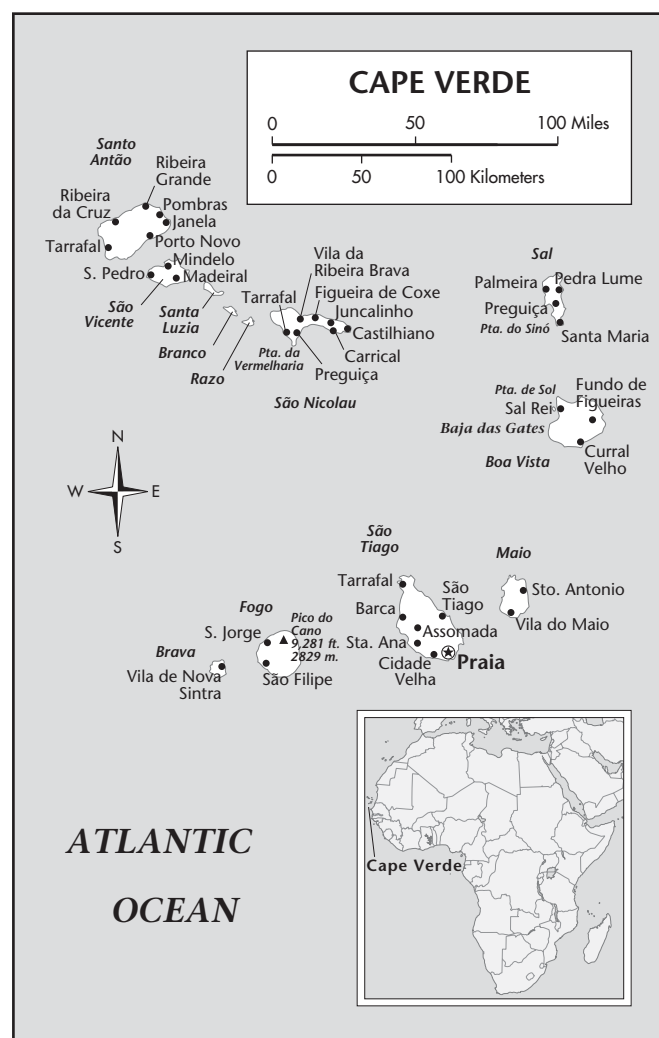 CAPE VERDE
0 50 100 Miles
0 50 100 Kilometers
Santo
Antão
Ribeira
Grande
Ribeira
da Cruz
Pombras
Janela
Tarrafal
Porto Novo
Mindelo
S. Pedro
Madeiral
São
Vicente
Santa
Luzia
Branco
Razo
Vila da
Ribeira Brava
Tarrafal
Figueira de Coxe
Juncalinho
Castilhiano
Carrical
Pta. da
Vermelharia
Preguiça
São Nicolau
Sal
Palmeira
Pedra Lume
Preguiça
Pta. do Sinó
Santa Maria
Pta. de Sol
Fundo de
Figueiras
Sal Rei
Baja das Gates
Boa Vista
Curral
Velho
N
W
E
S
São
Tiago
Maio
Tarrafal
São
Tiago
Sto. Antonio
Barca
Assomada
Vila do Maio
Sta. Ana
Cidade
Velha
Praia
Fogo
Pico do
Cano
9,281 ft.
2829 m.
S. Jorge
Brava
Vila de Nova
Sintra
São Filipe
ATLANTIC
OCEAN
Cape Verde